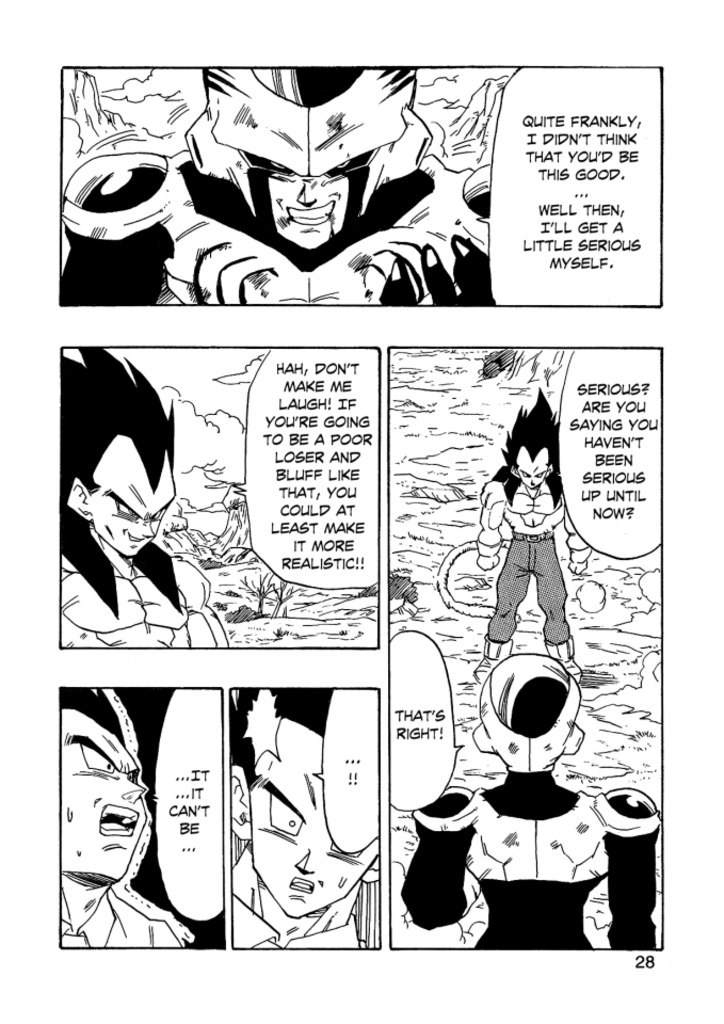 QUITE FRANKLY,
I DIDN'T THINK
THAT YOU'D BE
THIS GOOD.
...
WELL THEN,
I'LL GET A
LITTLE SERIOUS
MYSELF.
SERIOUS?
ARE YOU
SAYING YOU
HAVEN'T
BEEN
SERIOUS
UP UNTIL
NOW?
THAT'S
RIGHT!
HAH, DON'T
MAKE ME
LAUGH! IF
YOU'RE GOING
TO BE A POOR
LOSER AND
BLUFF LIKE
THAT, YOU
COULD AT
LEAST MAKE
IT MORE
REALISTIC!!
...
!!
...IT
...IT
CAN'T
BE
...
28